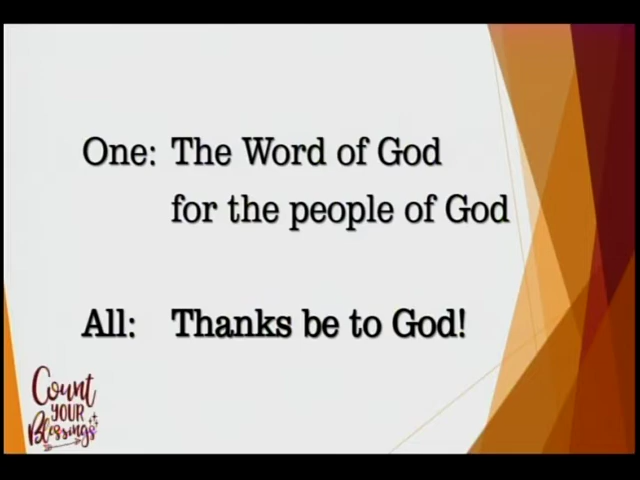 One: The Word of God
for the people of God
All: Thanks be to God!
Count
YOUR
Blessings